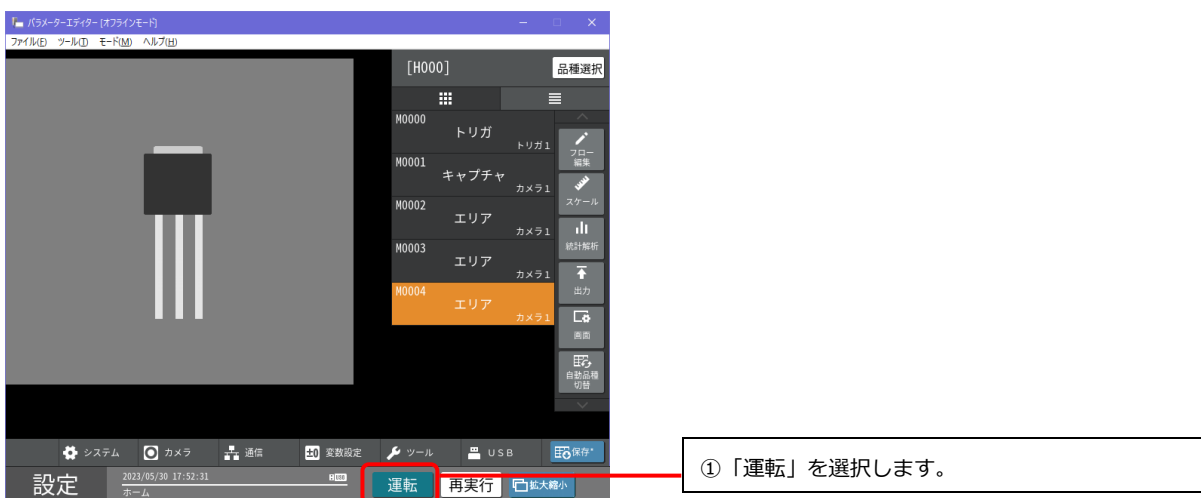 パラメーターエディター [オフラインモード]
ファイル(F) ツール(T) モード(M) ヘルプ(H)
[H000] 品種選択
M0000
トリガ
トリガ1
M0001
キャプチャ
カメラ1
M0002
エリア
カメラ1
M0003
エリア
カメラ1
M0004
エリア
カメラ1
フロー
編集
スケール
統計解析
出力
画面
自動品種
切替
システム カメラ 通信 ±0 変数設定 ツール USB 保存*
設定
2023/05/30 17:52:31
ホーム
運転 再実行 拡大縮小
①「運転」を選択します。